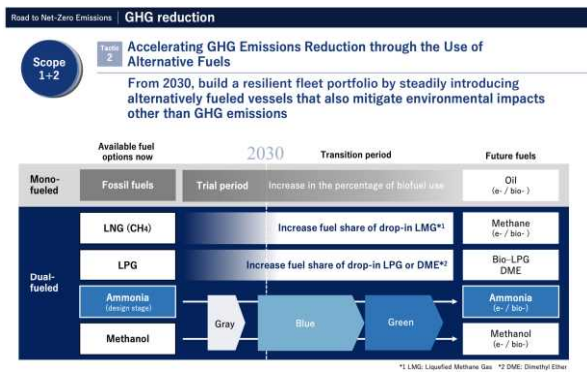 Road to Net-Zero Emissions | GHG reduction
Scope
1+2
Tactic
2
Accelerating GHG Emissions Reduction through the Use of
Alternative Fuels
From 2030, build a resilient fleet portfolio by steadily introducing
alternatively fueled vessels that also mitigate environmental impacts
other than GHG emissions
Available fuel
options now
2030
Transition period
Future fuels
Mono-
fueled
Fossil fuels
Trial period
Increase in the percentage of biofuel use
Oil
(e- / bio-)
Dual-
fueled
LNG (CH4)
Increase fuel share of drop-in LMG*1
Methane
(e- / bio-)
LPG
Increase fuel share of drop-in LPG or DME*2
Bio-LPG
DME
Ammonia
(design stage)
Gray
Blue
Green
Ammonia
(e- / bio-)
Methanol
Methanol
(e- / bio-)
*1 LMG: Liquefied Methane Gas *2 DME: Dimethyl Ether